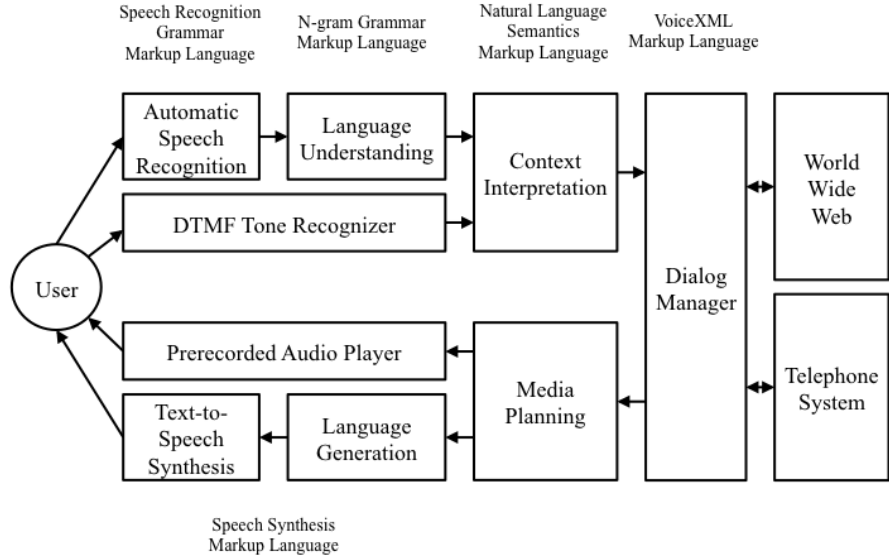 Speech Recognition
Grammar
Markup Language
N-gram Grammar
Markup Language
Natural Language
Semantics
Markup Language
VoiceXML
Markup Language
Automatic
Speech
Recognition
Language
Understanding
Context
Interpretation
DTMF Tone Recognizer
User
Dialog
Manager
World
Wide
Web
Prerecorded Audio Player
Text-to-
Speech
Synthesis
Language
Generation
Media
Planning
Telephone
System
Speech Synthesis
Markup Language